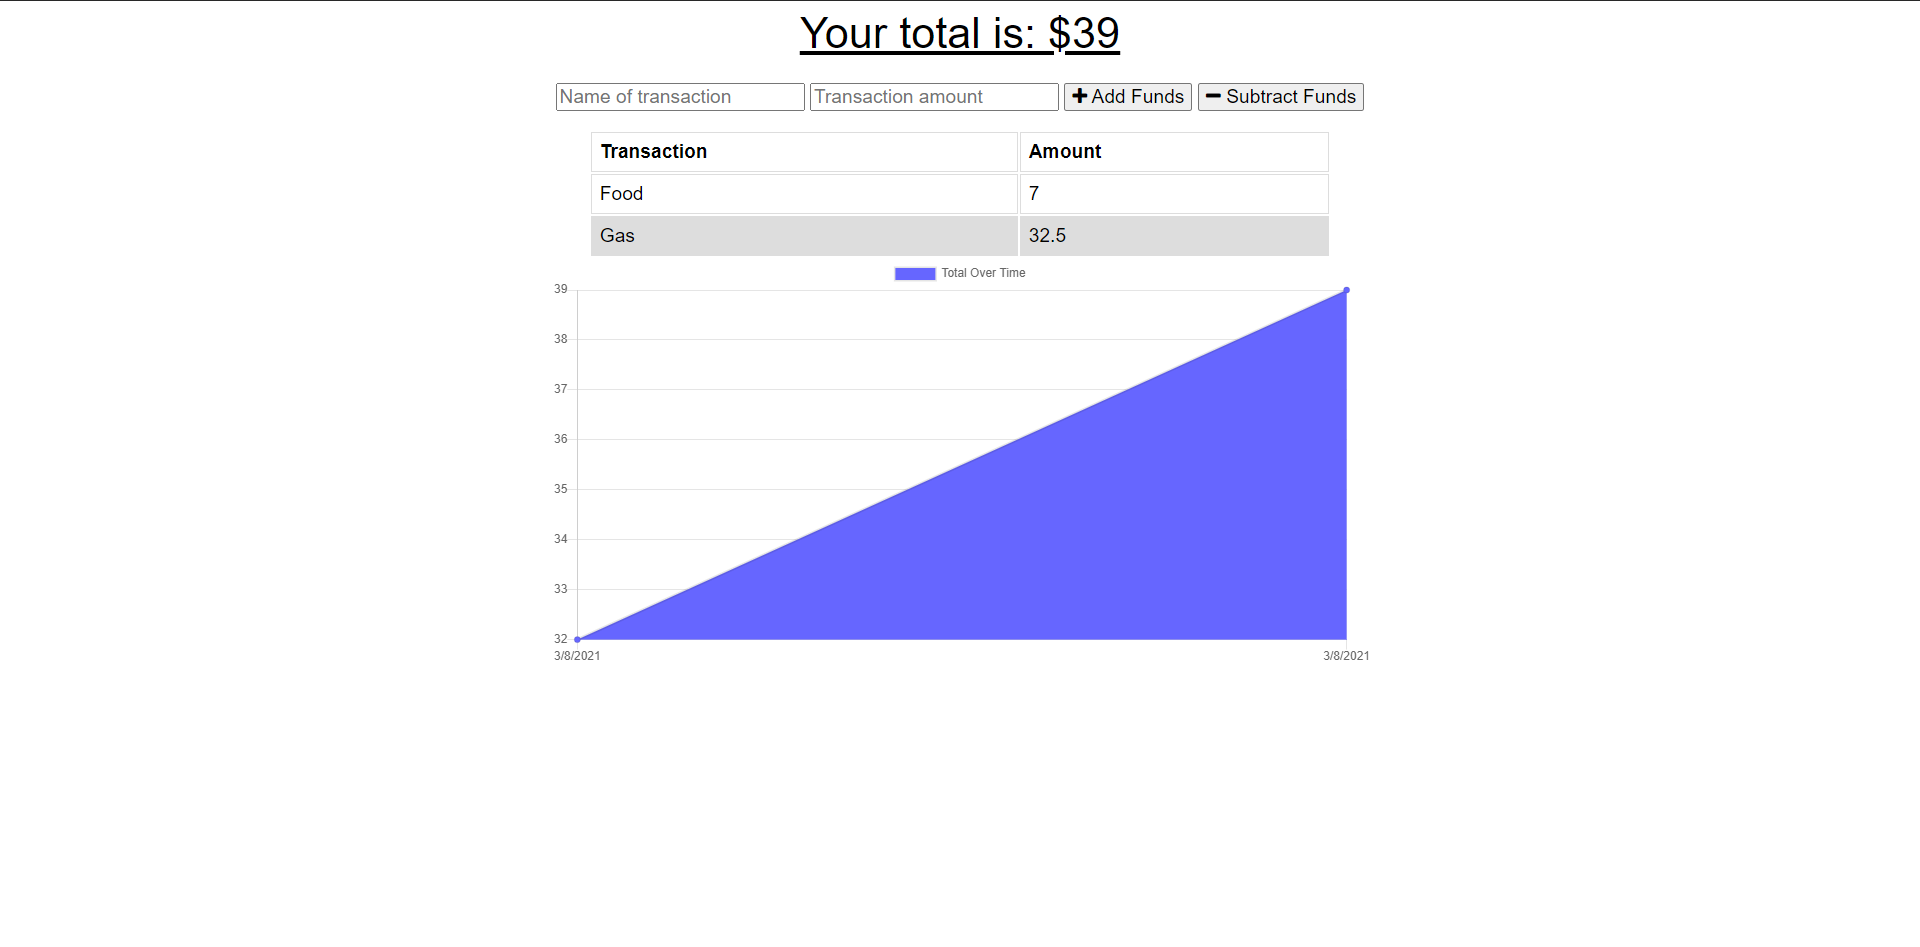 Your total is: $39
Name of transaction Transaction amount Add Funds Subtract Funds
Transaction Amount
Food 7
Gas 32.5
Total Over Time
39
38
37
36
35
34
33
32
3/8/2021 3/8/2021